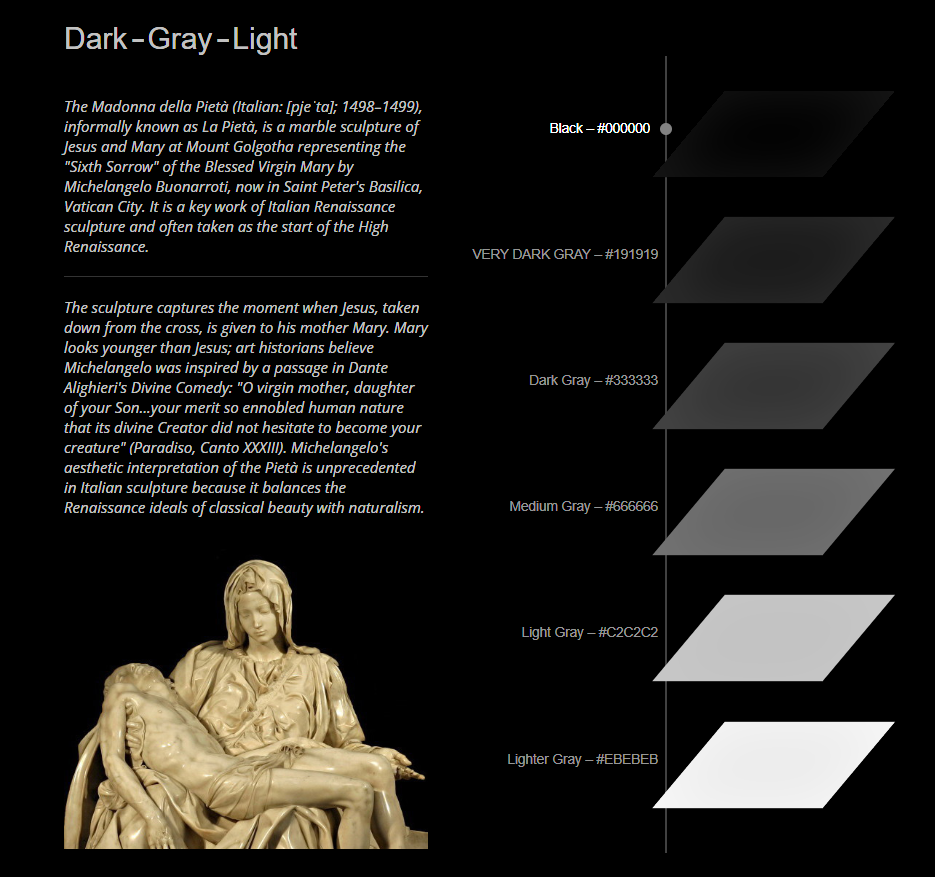 Dark-Gray-Light
The Madonna della Pietà (Italian: [pjeˈta]; 1498–1499),
informally known as La Pietà, is a marble sculpture of
Jesus and Mary at Mount Golgotha representing the
"Sixth Sorrow" of the Blessed Virgin Mary by
Michelangelo Buonarroti, now in Saint Peter's Basilica,
Vatican City. It is a key work of Italian Renaissance
sculpture and often taken as the start of the High
Renaissance.
The sculpture captures the moment when Jesus, taken
down from the cross, is given to his mother Mary. Mary
looks younger than Jesus; art historians believe
Michelangelo was inspired by a passage in Dante
Alighieri's Divine Comedy: "O virgin mother, daughter
of your Son...your merit so ennobled human nature
that its divine Creator did not hesitate to become your
creature" (Paradiso, Canto XXXIII). Michelangelo's
aesthetic interpretation of the Pietà is unprecedented
in Italian sculpture because it balances the
Renaissance ideals of classical beauty with naturalism.
Black – #000000
VERY DARK GRAY – #191919
Dark Gray – #333333
Medium Gray – #666666
Light Gray – #C2C2C2
Lighter Gray – #EBEBEB